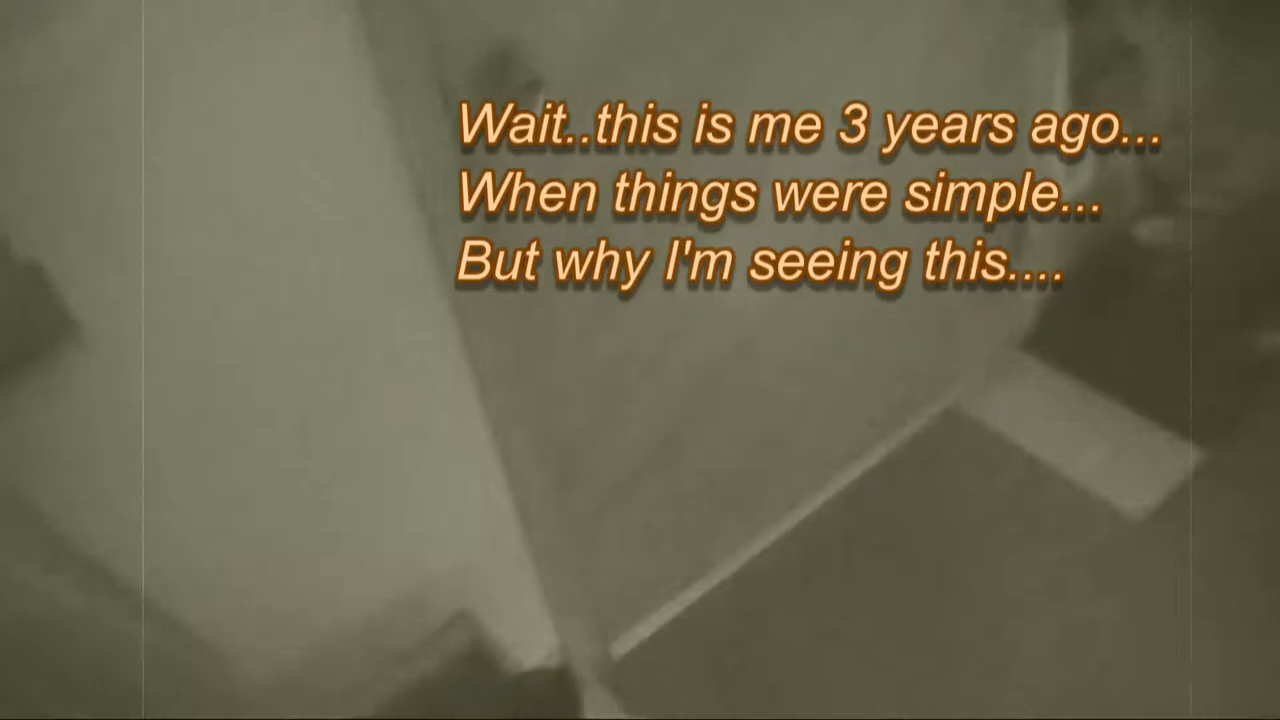 Wait..this is me 3 years ago...
When things were simple...
But why I'm seeing this....